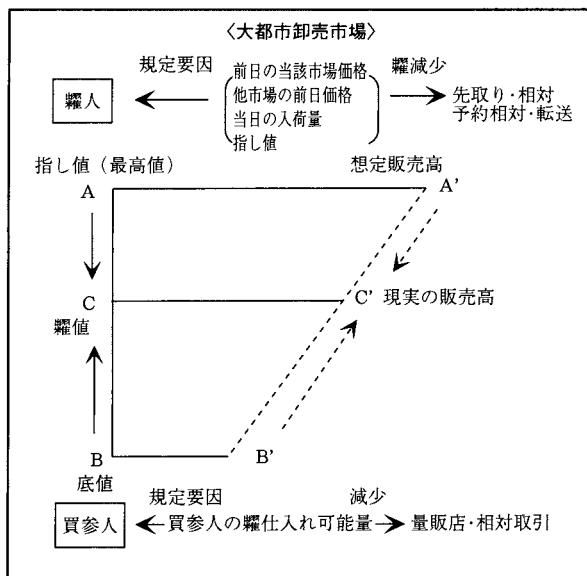 〈大都市卸売市場〉
規定要因
前日の当該市場価格
他市場の前日価格
当日の入荷量
指し値
糶減少
糶人
先取り・相対
予約相対・転送
指し値（最高値）
想定販売高
A
A'
C
C' 現実の販売高
糶値
B
B'
底値
規定要因
減少
買参人
買参人の糶仕入れ可能量
量販店・相対取引